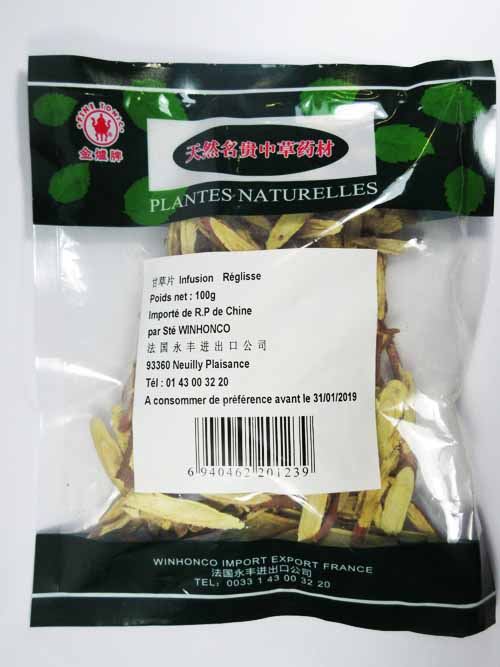 天然名贵中草药材
金爐牌
PLANTES NATURELLES
甘草片 Infusion Réglisse
Poids net : 100g
Importé de R.P de Chine
par Sté WINHONCO
法国永丰进出口公司
93360 Neuilly Plaisance
Tél : 01 43 00 32 20
A consommer de préférence avant le 31/01/2019
6 940462 201239
WINHONCO IMPORT EXPORT FRANCE
法国永丰进出口公司
TEL: 0033 1 43 00 32 20